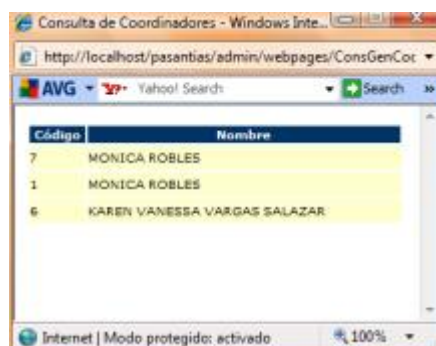 Consulta de Coordinadores - Windows Inte...
http://localhost/pasantias/admin/webpages/ConsGenCoc
AVG Y?+ Yahoo! Search Search »
Código Nombre
7 MONICA ROBLES
1 MONICA ROBLES
6 KAREN VANESSA VARGAS SALAZAR
Internet | Modo protegido: activado 100%